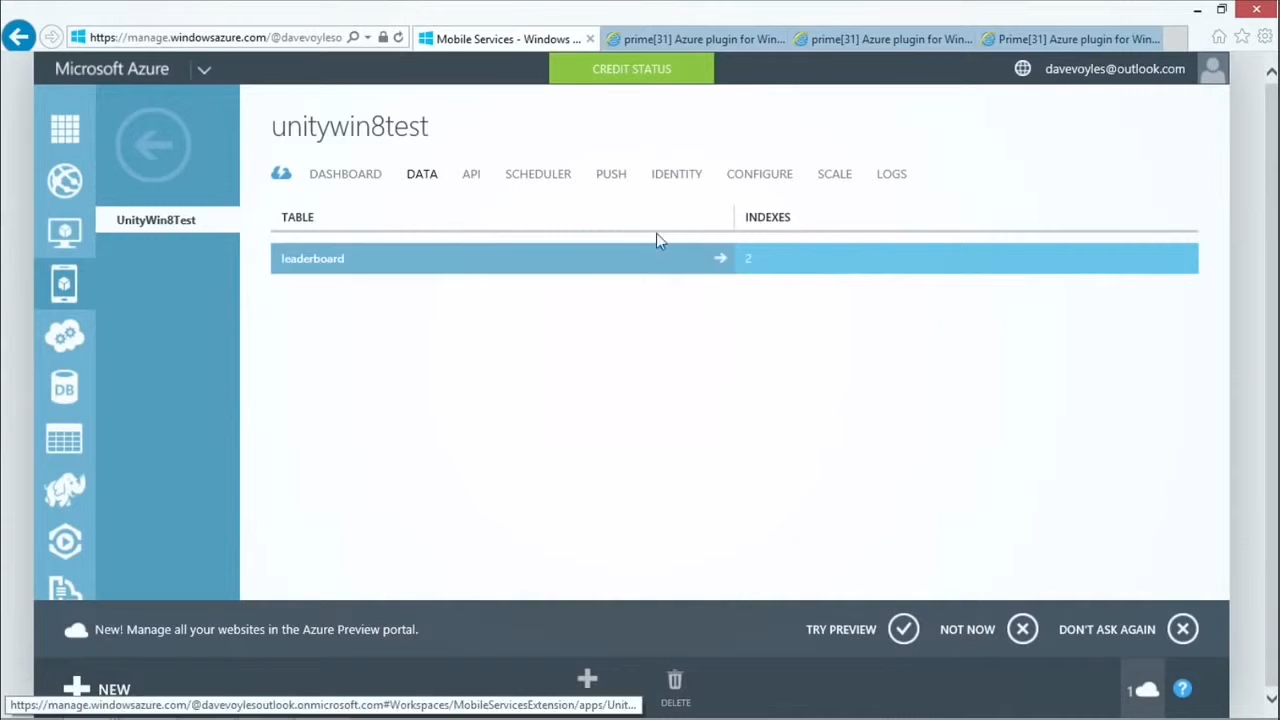 https://manage.windowsazure.com/@davevoyleso
Mobile Services - Windows ...
prime[31] Azure plugin for Win...
prime[31] Azure plugin for Win...
Prime[31] Azure plugin for Win...
Microsoft Azure
CREDIT STATUS
davevoyles@outlook.com
unitywin8test
DASHBOARD DATA API SCHEDULER PUSH IDENTITY CONFIGURE SCALE LOGS
UnityWin8Test
TABLE INDEXES
leaderboard 2
DB
New! Manage all your websites in the Azure Preview portal.
TRY PREVIEW NOT NOW DON'T ASK AGAIN
NEW
DELETE
1
?
https://manage.windowsazure.com/@davevoylesoutlook.onmicrosoft.com#Workspaces/MobileServicesExtension/apps/Unit...